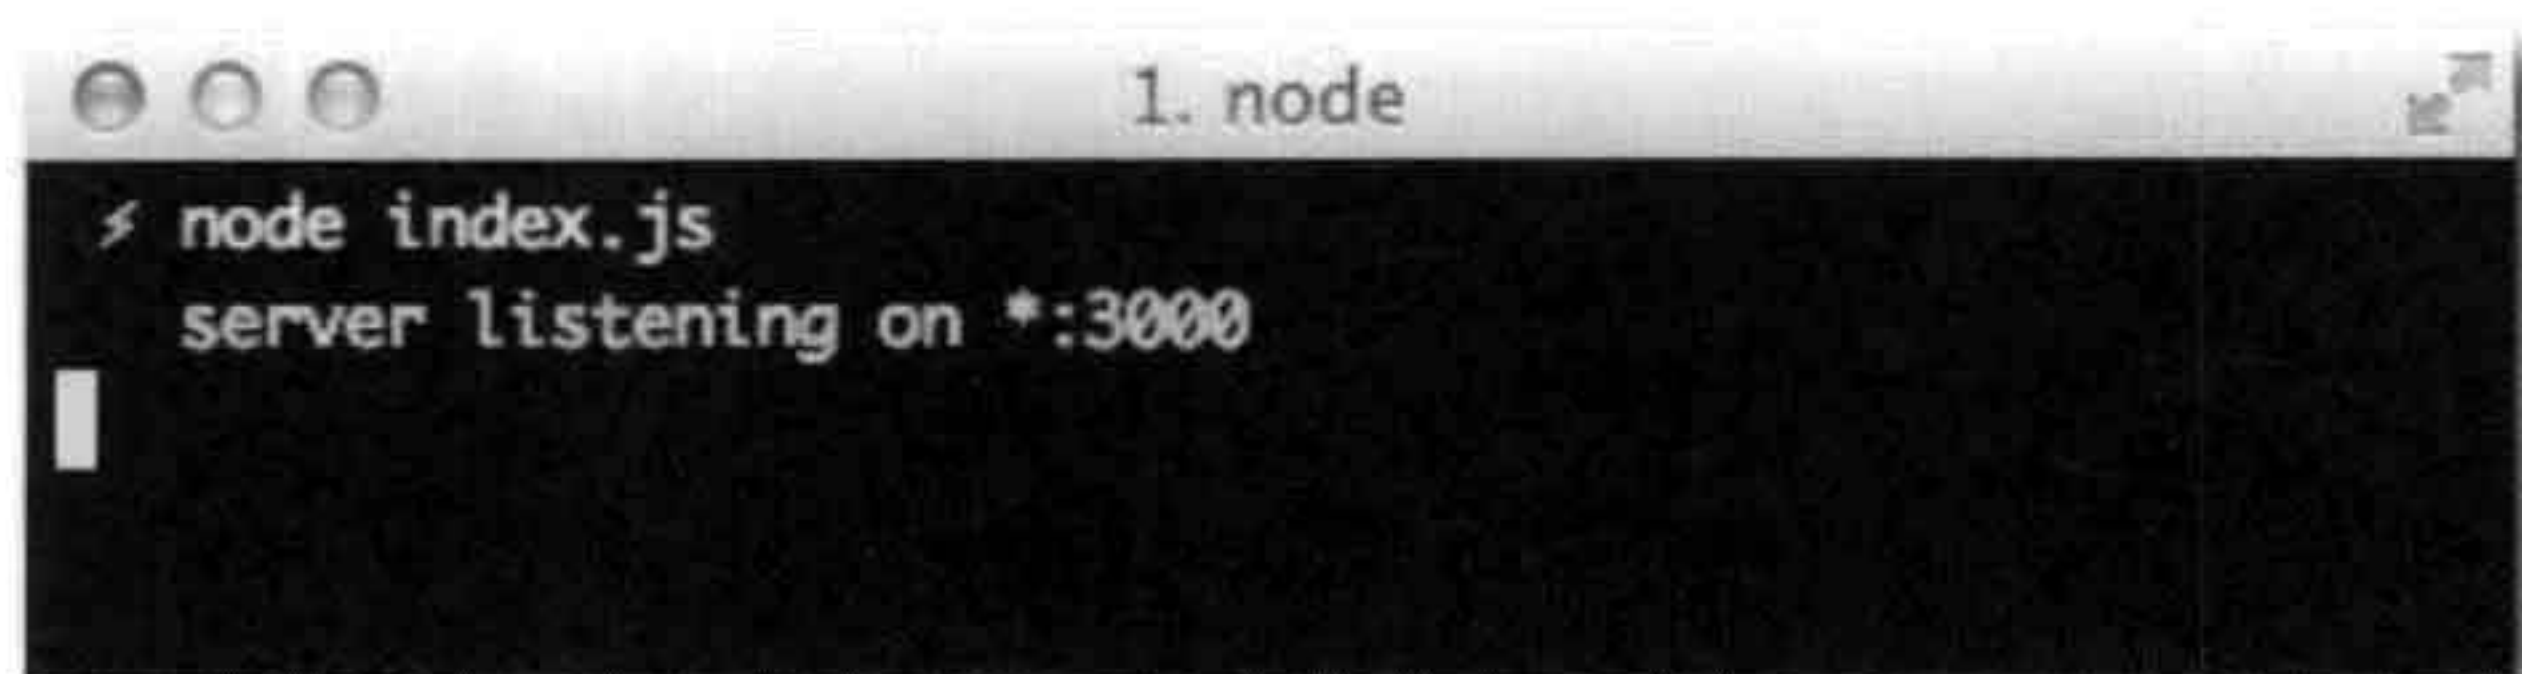 1. node
⚡ node index.js
server listening on *:3000